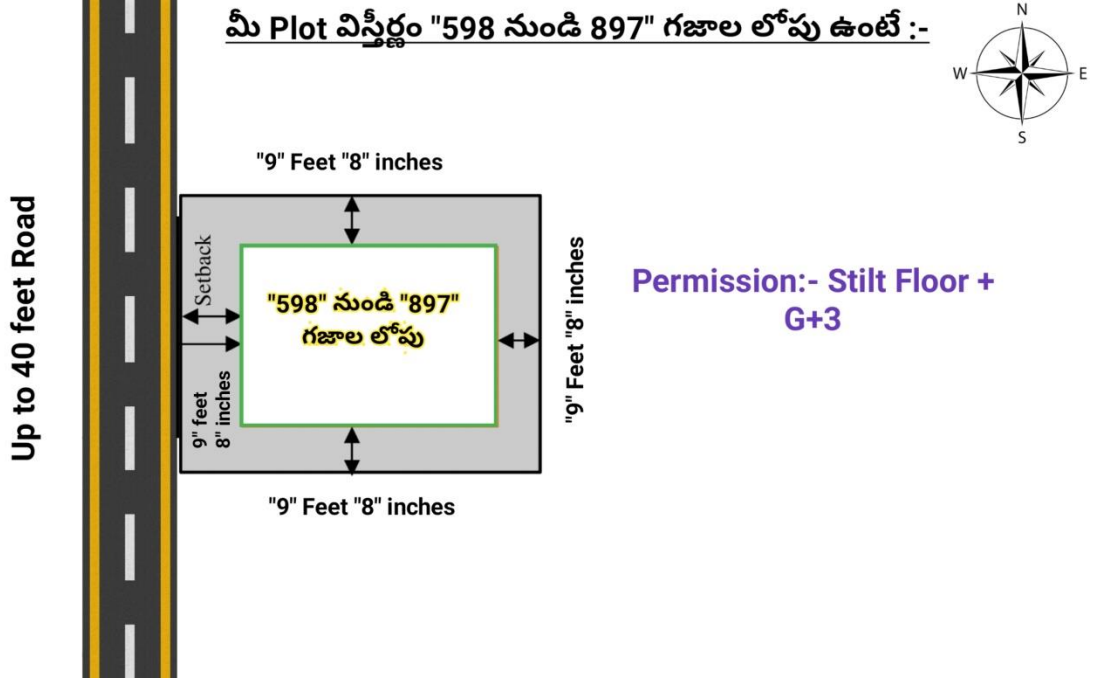 మీ Plot విస్తీర్ణం "598 నుండి 897" గజాల లోపు ఉంటే :-
N
W
E
S
"9" Feet "8" inches
Up to 40 feet Road
Setback
9" feet
8" inches
"598" నుండి "897"
గజాల లోపు
"9" Feet "8" inches
Permission:- Stilt Floor +
G+3
"9" Feet "8" inches